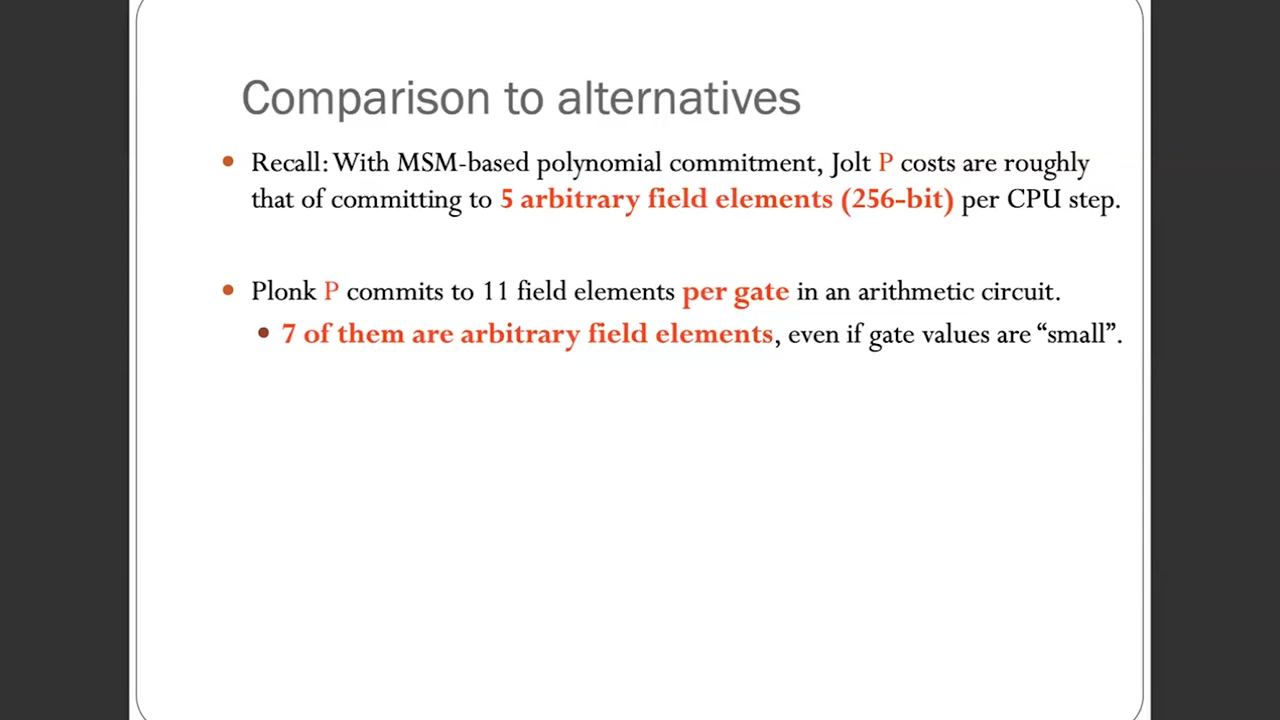 Comparison to alternatives
• Recall: With MSM-based polynomial commitment, Jolt P costs are roughly
that of committing to 5 arbitrary field elements (256-bit) per CPU step.
• Plonk P commits to 11 field elements per gate in an arithmetic circuit.
• 7 of them are arbitrary field elements, even if gate values are “small”.